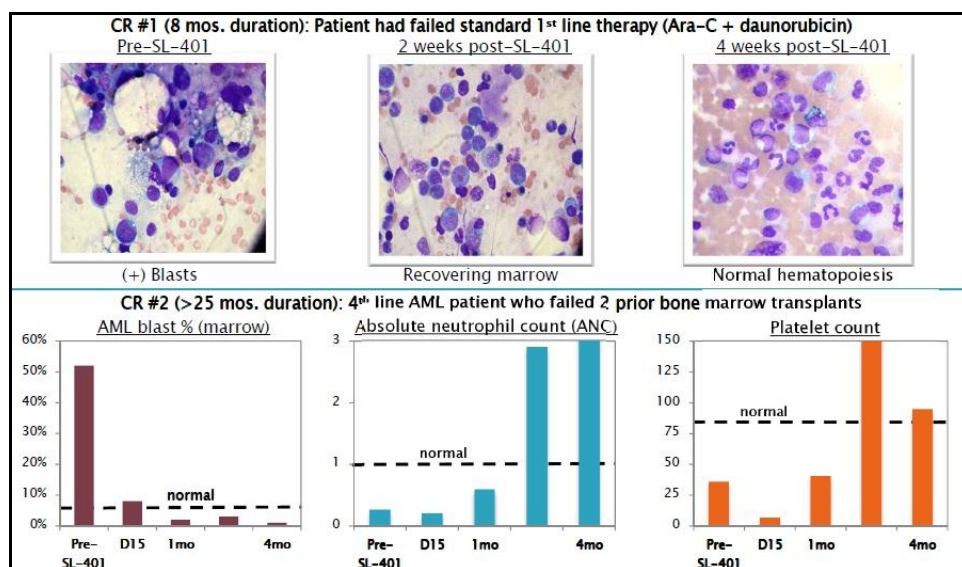 CR #1 (8 mos. duration): Patient had failed standard 1st line therapy (Ara-C + daunorubicin)
Pre-SL-401
2 weeks post-SL-401
4 weeks post-SL-401
(+) Blasts
Recovering marrow
Normal hematopoiesis
CR #2 (>25 mos. duration): 4th line AML patient who failed 2 prior bone marrow transplants
AML blast % (marrow)
60%
50%
40%
30%
20%
10%
0%
normal
Pre-
SL-401
D15
1mo
4mo
Absolute neutrophil count (ANC)
3
2
1
0
normal
Pre-
SL-401
D15
1mo
4mo
Platelet count
150
125
100
75
50
25
0
normal
Pre-
SL-401
D15
1mo
4mo